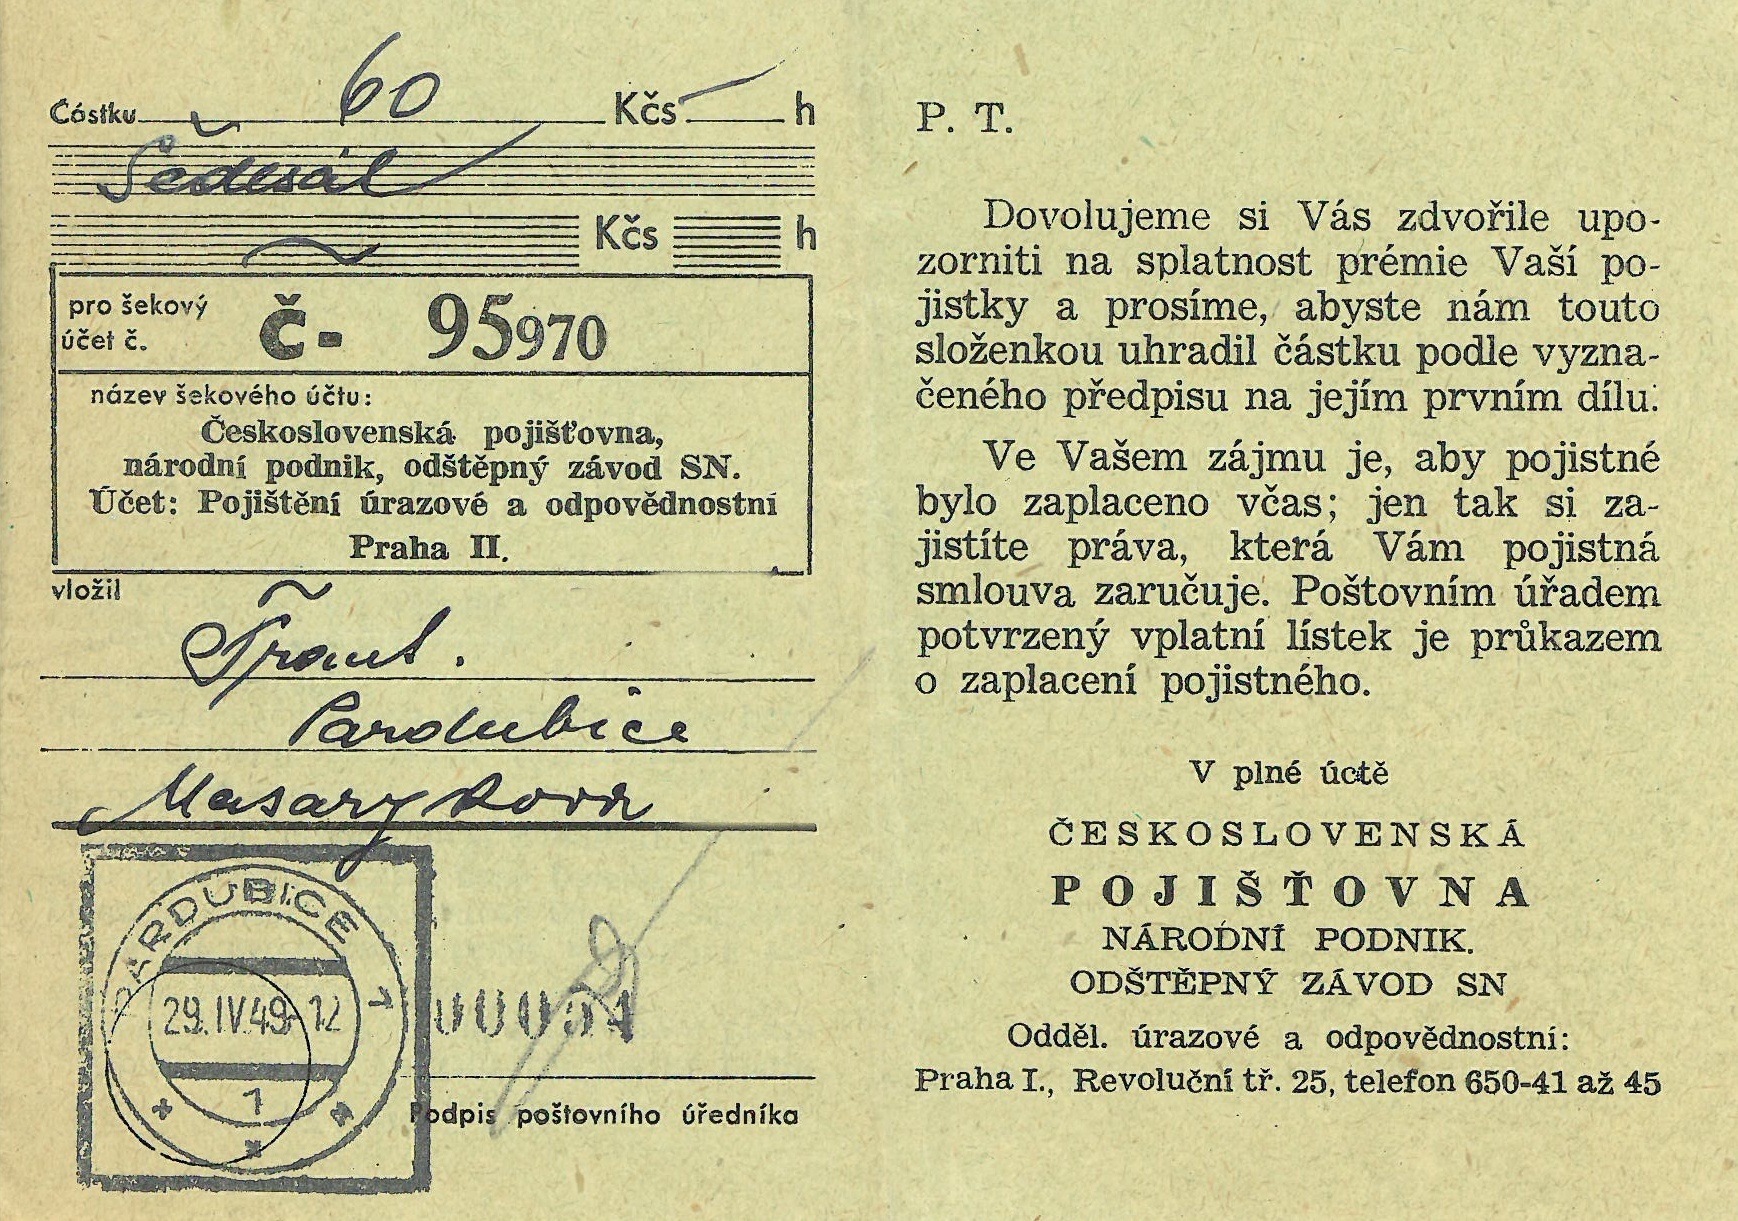 Částku 60 Kčs h
Šedesát
Kčs h
pro šekový
účet č.
Č- 95970
název šekového účtu:
Československá pojišťovna,
národní podnik, odštěpný závod SN.
Účet: Pojištění úrazové a odpovědnostní
Praha II.
vložil
Frant.
Pardubice
Masarykova
PARDUBICE 1
29.IV.49-12
1
00051
Podpis poštovního úředníka
P. T.
Dovolujeme si Vás zdvořile upo-
zorniti na splatnost prémie Vaší po-
jistky a prosíme, abyste nám touto
složenkou uhradil částku podle vyzna-
čeného předpisu na jejím prvním dílu.
Ve Vašem zájmu je, aby pojistné
bylo zaplaceno včas; jen tak si za-
jistíte práva, která Vám pojistná
smlouva zaručuje. Poštovním úřadem
potvrzený vplatní lístek je průkazem
o zaplacení pojistného.
V plné úctě
ČESKOSLOVENSKÁ
POJIŠŤOVNA
NÁRODNÍ PODNIK.
ODŠTĚPNÝ ZÁVOD SN
Odděl. úrazové a odpovědnostní:
Praha I., Revoluční tř. 25, telefon 650-41 až 45